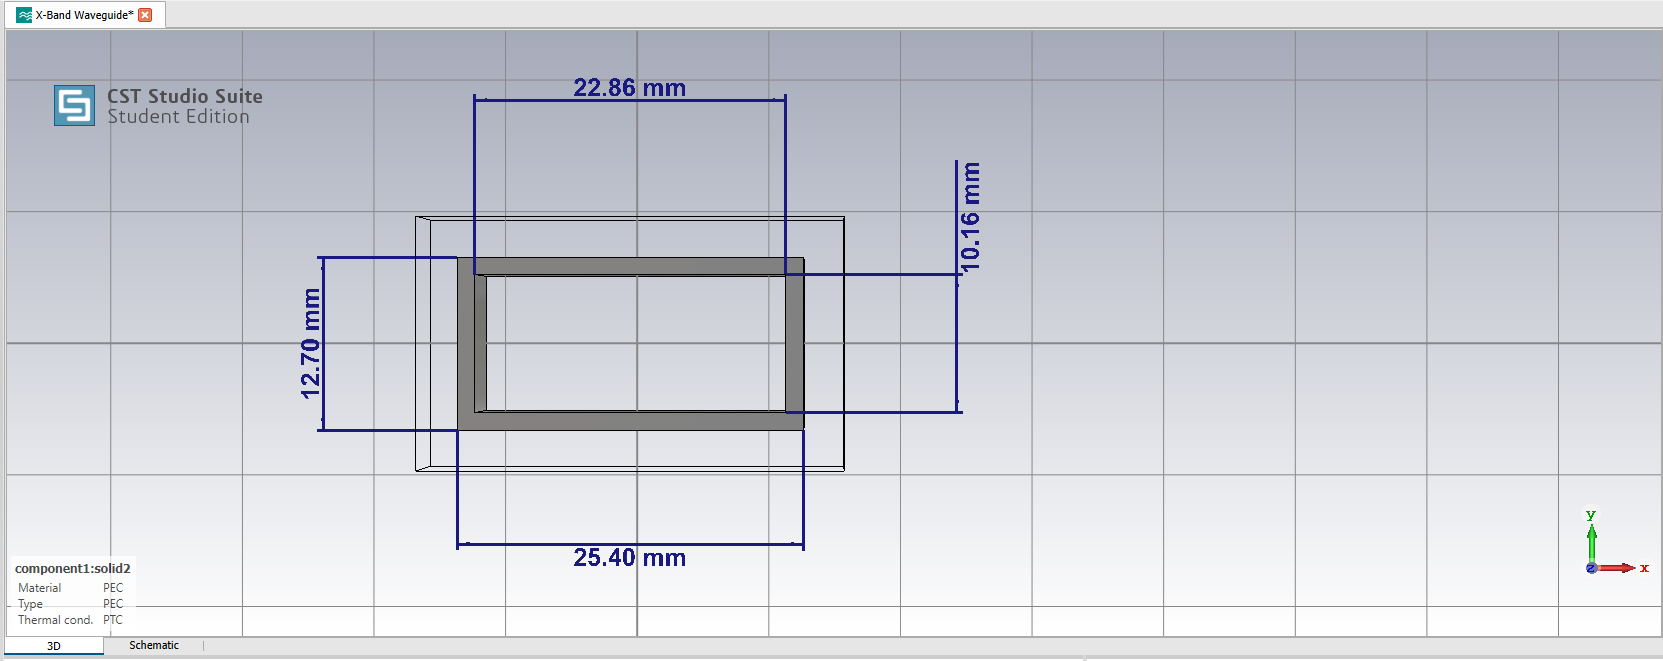 X-Band Waveguide*
CST Studio Suite
Student Edition
22.86 mm
10.16 mm
12.70 mm
25.40 mm
y
z
x
component1:solid2
Material PEC
Type PEC
Thermal cond. PTC
3D
Schematic